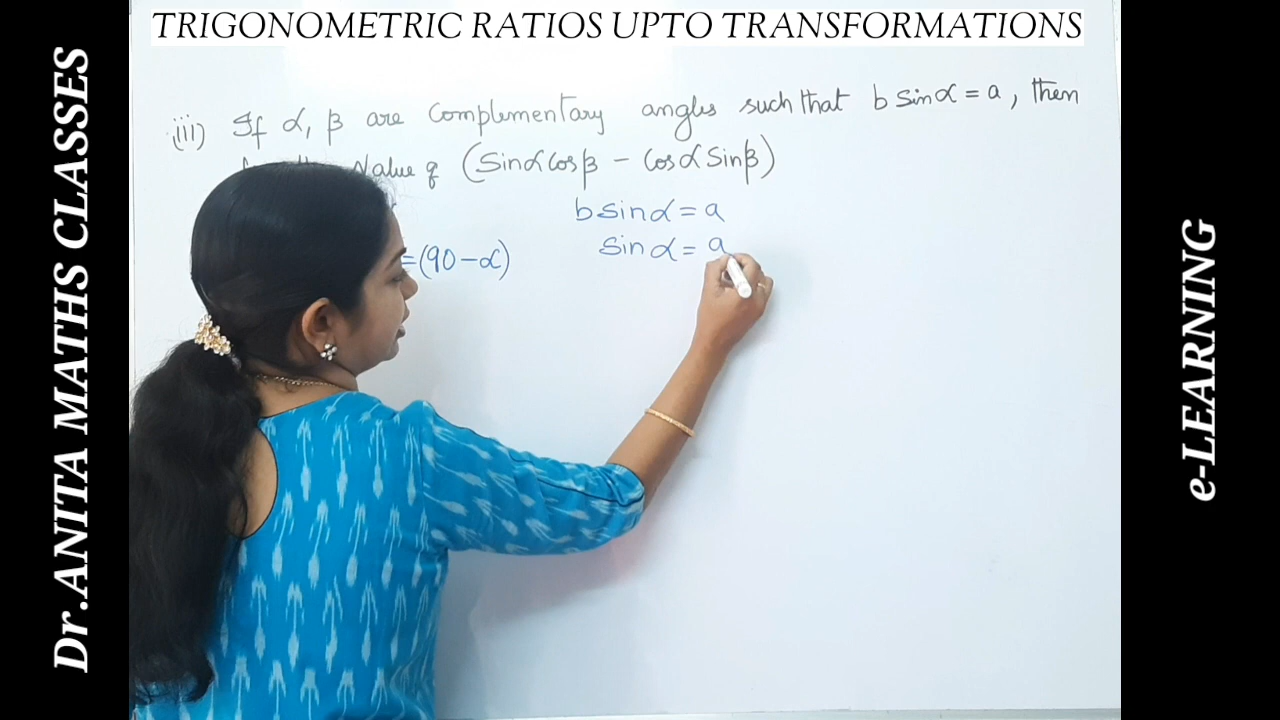 TRIGONOMETRIC RATIOS UPTO TRANSFORMATIONS
Dr.ANITA MATHS CLASSES
(iii) If α, β are Complementary angles such that b sinα = a, then
Value of (Sinα Cosβ - Cosα Sinβ)
b sinα = a
=(90-α)
sinα = a
e-LEARNING